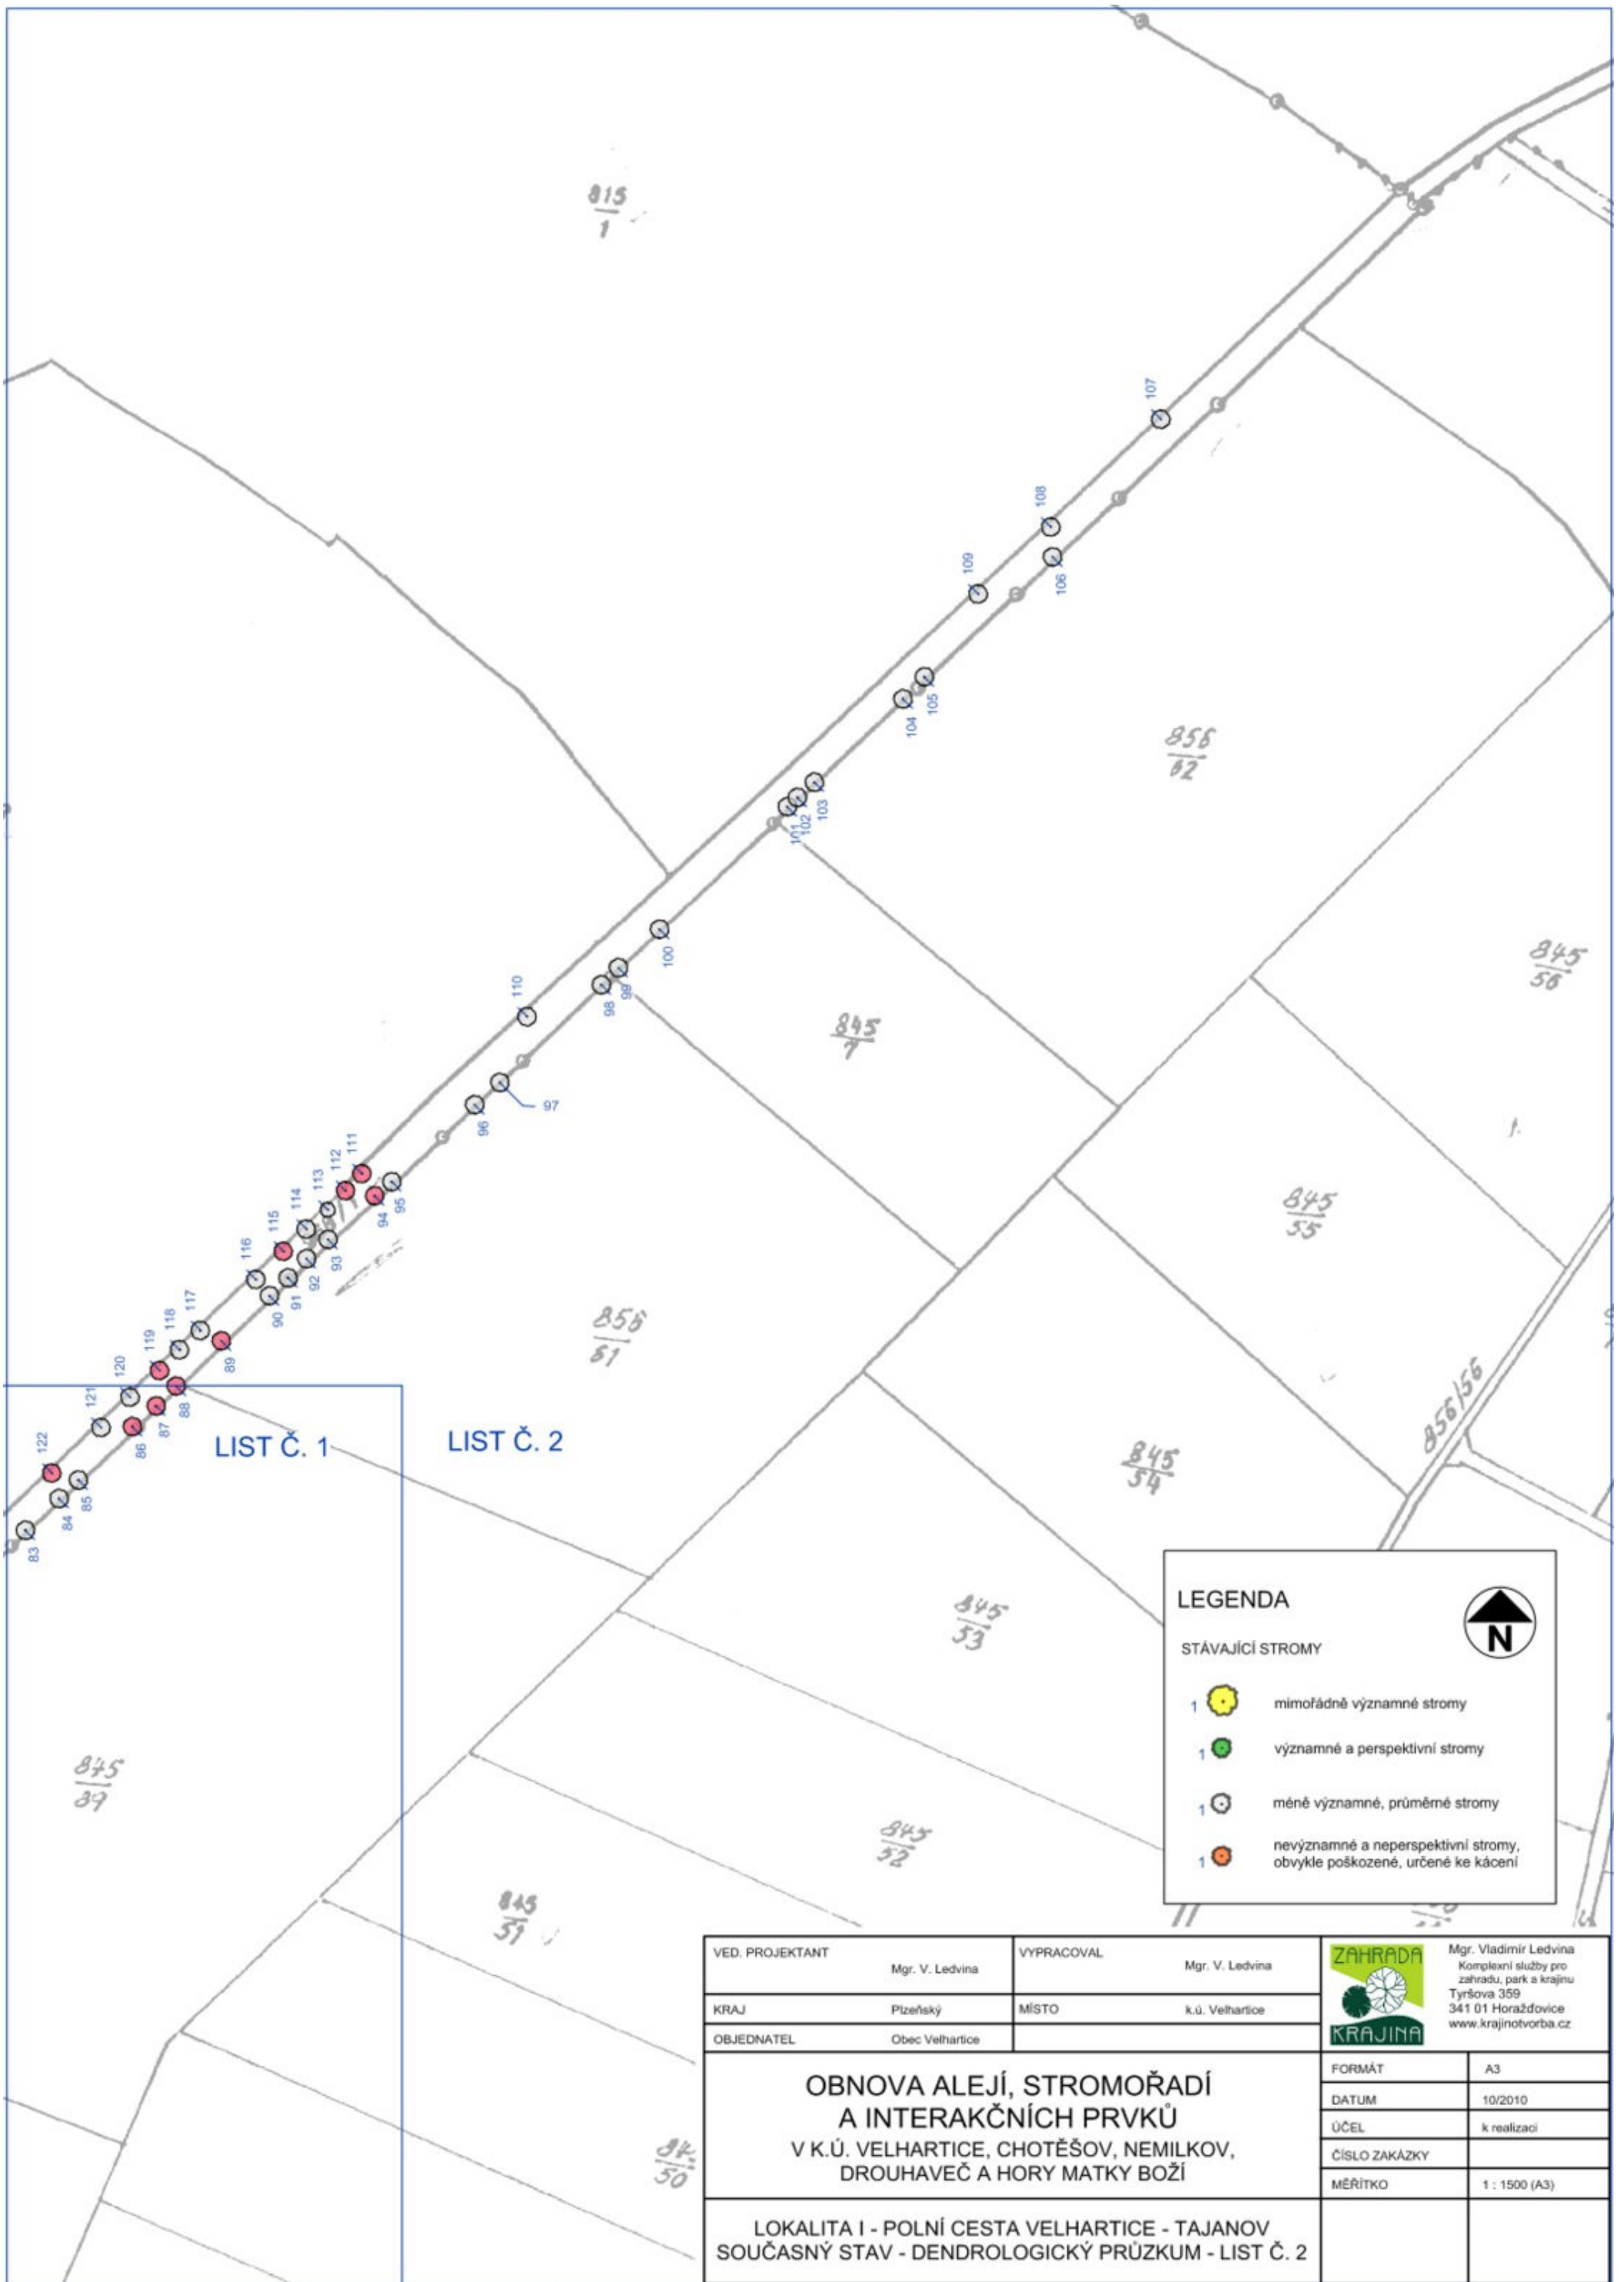 815
1
107
108
109
106
105
104
856
62
103
102
101
845
56
100
99
98
110
845
7
97
96
111
112
113
114
115
116
95
94
93
92
91
90
845
55
117
118
119
120
121
122
89
88
87
86
85
84
83
856
61
856/56
LIST Č. 1
LIST Č. 2
845
54
845
53
845
39
845
52
845
51
50
LEGENDA
N
STÁVAJÍCÍ STROMY
1 mimořádně významné stromy
1 významné a perspektivní stromy
1 méně významné, průměrné stromy
1 nevýznamné a neperspektivní stromy,
obvykle poškozené, určené ke kácení
VED. PROJEKTANT Mgr. V. Ledvina
VYPRACOVAL Mgr. V. Ledvina
KRAJ Plzeňský
MÍSTO k.ú. Velhartice
OBJEDNATEL Obec Velhartice
ZAHRADA
KRAJINA
Mgr. Vladimír Ledvina
Komplexní služby pro
zahradu, park a krajinu
Tyršova 359
341 01 Horažďovice
www.krajinotvorba.cz
OBNOVA ALEJÍ, STROMOŘADÍ
A INTERAKČNÍCH PRVKŮ
V K.Ú. VELHARTICE, CHOTĚŠOV, NEMILKOV,
DROUHAVEČ A HORY MATKY BOŽÍ
FORMÁT A3
DATUM 10/2010
ÚČEL k realizaci
ČÍSLO ZAKÁZKY
MĚŘÍTKO 1 : 1500 (A3)
LOKALITA I - POLNÍ CESTA VELHARTICE - TAJANOV
SOUČASNÝ STAV - DENDROLOGICKÝ PRŮZKUM - LIST Č. 2